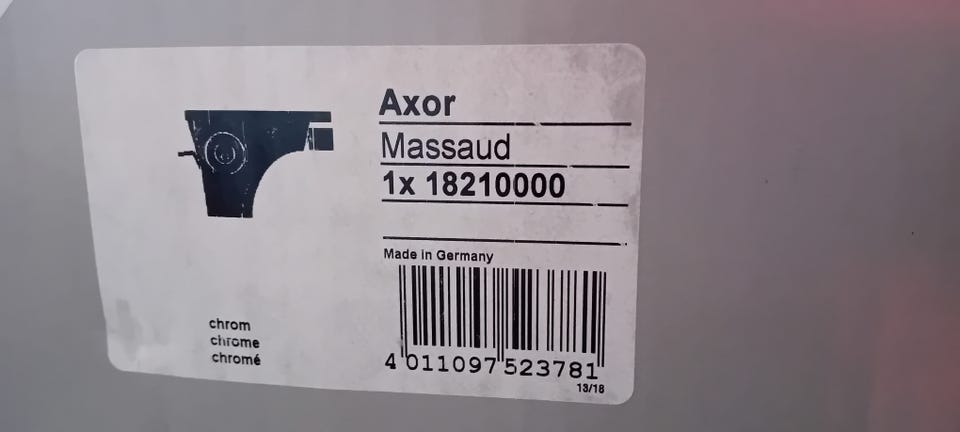 Axor
Massaud
1x 18210000
Made in Germany
chrom
chrome
chromé
4 011097 523781
13/18